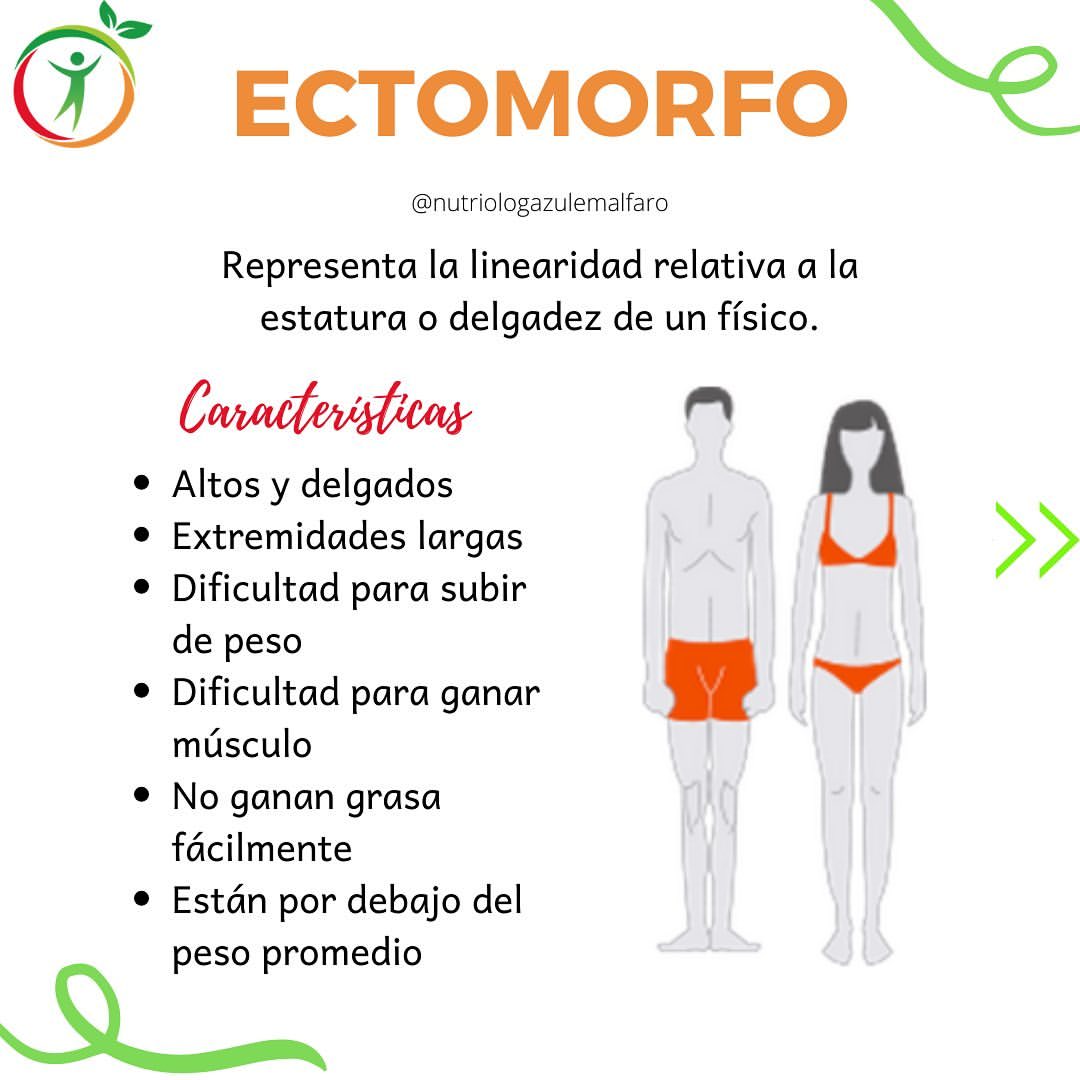 ECTOMORFO
@nutriologazulemalfaro
Representa la linearidad relativa a la
estatura o delgadez de un físico.
Características
• Altos y delgados
• Extremidades largas
• Dificultad para subir
de peso
• Dificultad para ganar
músculo
• No ganan grasa
fácilmente
• Están por debajo del
peso promedio